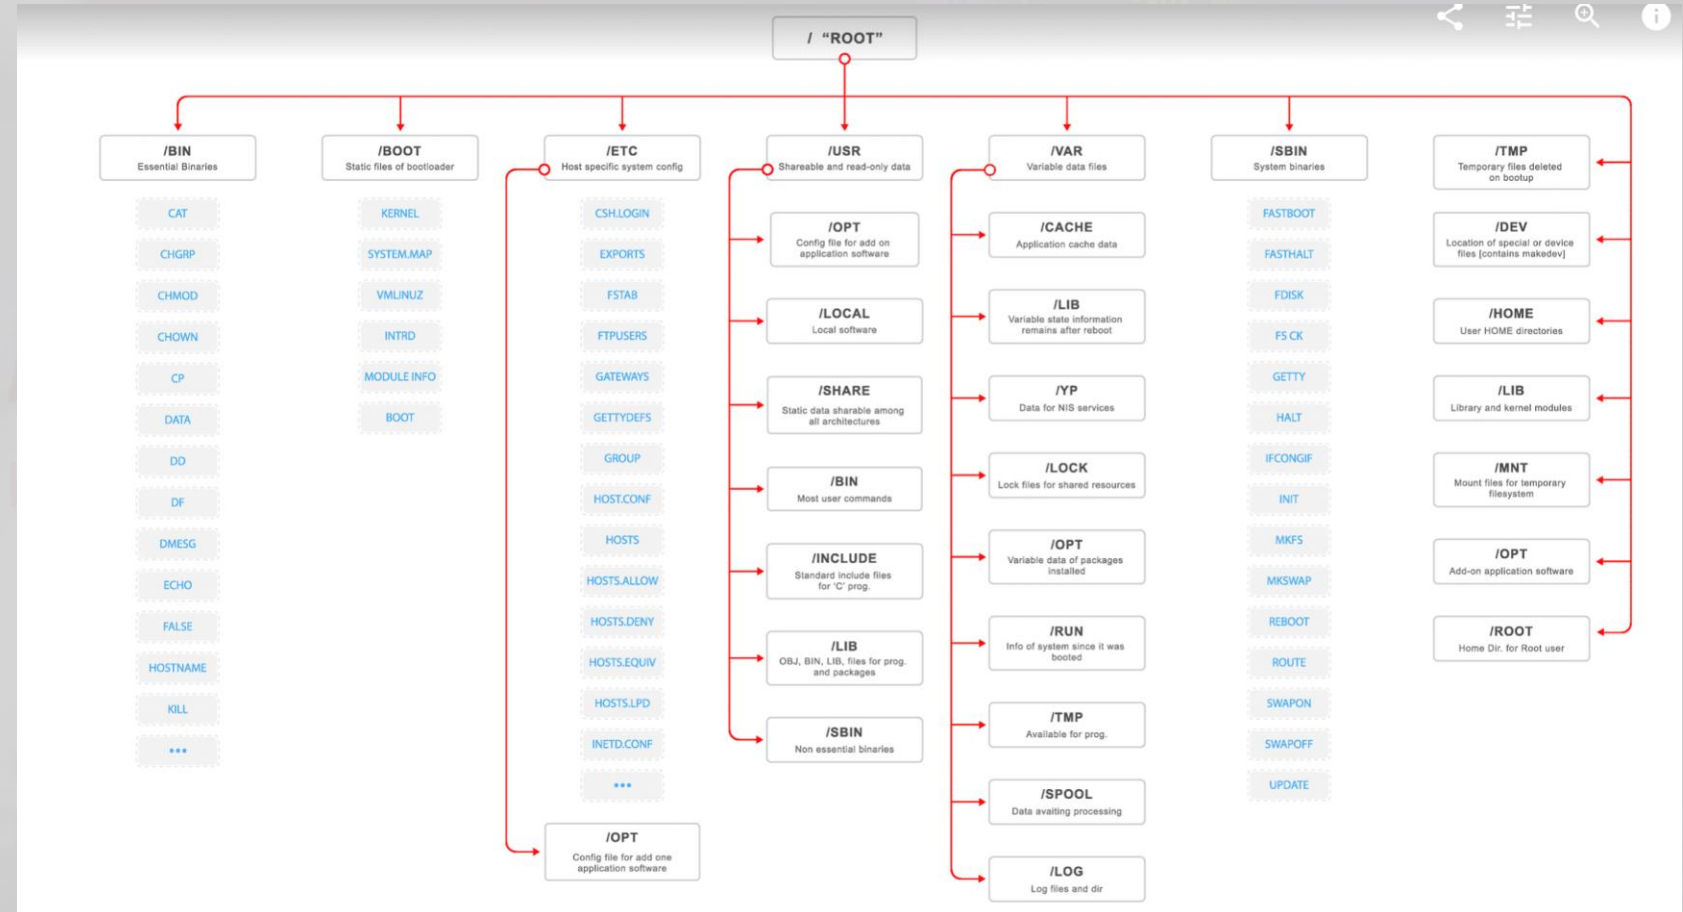 / “ROOT”
/BIN
Essential Binaries
CAT
CHGRP
CHMOD
CHOWN
CP
DATA
DD
DF
DMESG
ECHO
FALSE
HOSTNAME
KILL
•••
/BOOT
Static files of bootloader
KERNEL
SYSTEM.MAP
VMLINUZ
INTRD
MODULE INFO
BOOT
/ETC
Host specific system config
CSH.LOGIN
EXPORTS
FSTAB
FTPUSERS
GATEWAYS
GETTYDEFS
GROUP
HOST.CONF
HOSTS
HOSTS.ALLOW
HOSTS.DENY
HOSTS.EQUIV
HOSTS.LPD
INETD.CONF
•••
/OPT
Config file for add one
application software
/USR
Shareable and read-only data
/OPT
Config file for add on
application software
/LOCAL
Local software
/SHARE
Static data sharable among
all architectures
/BIN
Most user commands
/INCLUDE
Standard include files
for 'C' prog.
/LIB
OBJ, BIN, LIB, files for prog.
and packages
/SBIN
Non essential binaries
/VAR
Variable data files
/CACHE
Application cache data
/LIB
Variable state information
remains after reboot
/YP
Data for NIS services
/LOCK
Lock files for shared resources
/OPT
Variable data of packages
installed
/RUN
Info of system since it was
booted
/TMP
Available for prog.
/SPOOL
Data avaiting processing
/LOG
Log files and dir
/SBIN
System binaries
FASTBOOT
FASTHALT
FDISK
FS CK
GETTY
HALT
IFCONGIF
INIT
MKFS
MKSWAP
REBOOT
ROUTE
SWAPON
SWAPOFF
UPDATE
/TMP
Temporary files deleted
on bootup
/DEV
Location of special or device
files [contains makedev]
/HOME
User HOME directories
/LIB
Library and kernel modules
/MNT
Mount files for temporary
filesystem
/OPT
Add-on application software
/ROOT
Home Dir. for Root user